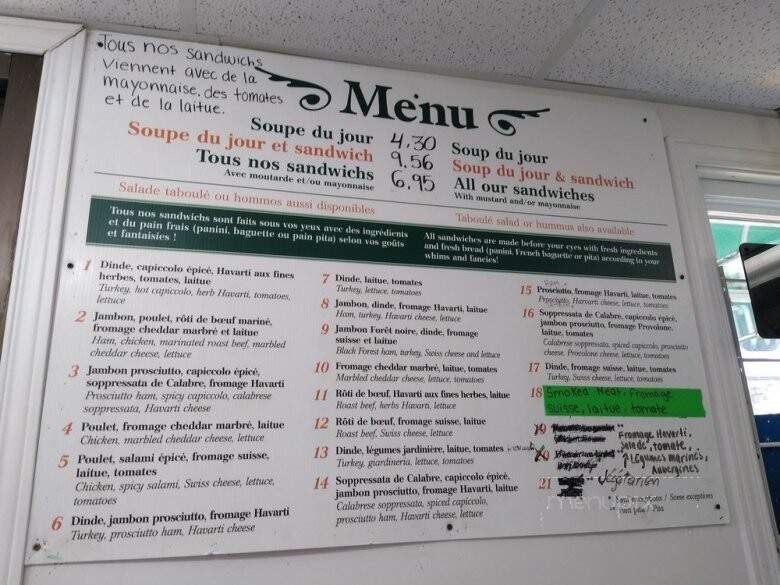 Tous nos sandwichs
Viennent avec de la
mayonnaise, des tomates
et de la laitue.
Menu
Soupe du jour 4.30 Soup du jour
Soupe du jour et sandwich 9.56 Soup du jour & sandwich
Tous nos sandwichs 6.95 All our sandwiches
Avec moutarde et/ou mayonnaise With mustard and/or mayonnaise
Salade taboulé ou hommos aussi disponibles
Taboulé salad or hummus also available
Tous nos sandwichs sont faits sous vos yeux avec des ingrédients
et du pain frais (panini, baguette ou pain pita) selon vos goûts
et fantaisies !
All sandwiches are made before your eyes with fresh ingredients
and fresh bread (panini, French baguette or pita) according to your
whims and fancies!
1 Dinde, capiccolo épicé, Havarti aux fines
herbes, tomates, laitue
Turkey, hot capiccolo, herb Havarti, tomatoes,
lettuce
2 Jambon, poulet, rôti de bœuf mariné,
fromage cheddar marbré et laitue
Ham, chicken, marinated roast beef, marbled
cheddar cheese, lettuce
3 Jambon prosciutto, capiccolo épicé,
soppressata de Calabre, fromage Havarti
Prosciutto ham, spicy capiccolo, calabrese
soppressata, Havarti cheese
4 Poulet, fromage cheddar marbré, laitue
Chicken, marbled cheddar cheese, lettuce
5 Poulet, salami épicé, fromage suisse,
laitue, tomates
Chicken, spicy salami, Swiss cheese, lettuce,
tomatoes
6 Dinde, jambon prosciutto, fromage Havarti
Turkey, prosciutto ham, Havarti cheese
7 Dinde, laitue, tomates
Turkey, lettuce, tomatoes
8 Jambon, dinde, fromage Havarti, laitue
Ham, turkey, Havarti cheese, lettuce
9 Jambon Forêt noire, dinde, fromage
suisse et laitue
Black Forest ham, turkey, Swiss cheese and lettuce
10 Fromage cheddar marbré, laitue, tomates
Marbled cheddar cheese, lettuce, tomatoes
11 Rôti de bœuf, Havarti aux fines herbes, laitue
Roast beef, herbs Havarti, lettuce
12 Rôti de bœuf, fromage suisse, laitue
Roast beef, Swiss cheese, lettuce
13 Dinde, légumes jardinière, laitue, tomates
Turkey, giardineria, lettuce, tomatoes
14 Soppressata de Calabre, capiccolo épicé,
jambon prosciutto, fromage Havarti, laitue
Calabrese soppressata, spiced capiccolo,
prosciutto ham, Havarti cheese, lettuce
15 Prosciutto, fromage Havarti, laitue, tomates
Prosciutto, Harvarti cheese, lettuce, tomatoes
16 Soppressata de Calabre, capiccolo épicé,
jambon prosciutto, fromage Provolone,
laitue, tomates
Calabrese soppressata, spiced capiccolo, prosciutto
cheese, Provolone cheese, lettuce, tomatoes
17 Dinde, fromage suisse, laitue, tomates
Turkey, Swiss cheese, lettuce, tomatoes
18 Smoked Meat, fromage
suisse, laitue, tomate
19 Fromage Havarti,
Salade, tomate,
20 légumes marinés,
Aubergines
21 Végétarien
Sauf exceptions / Some exceptions
Pain pita / Pita